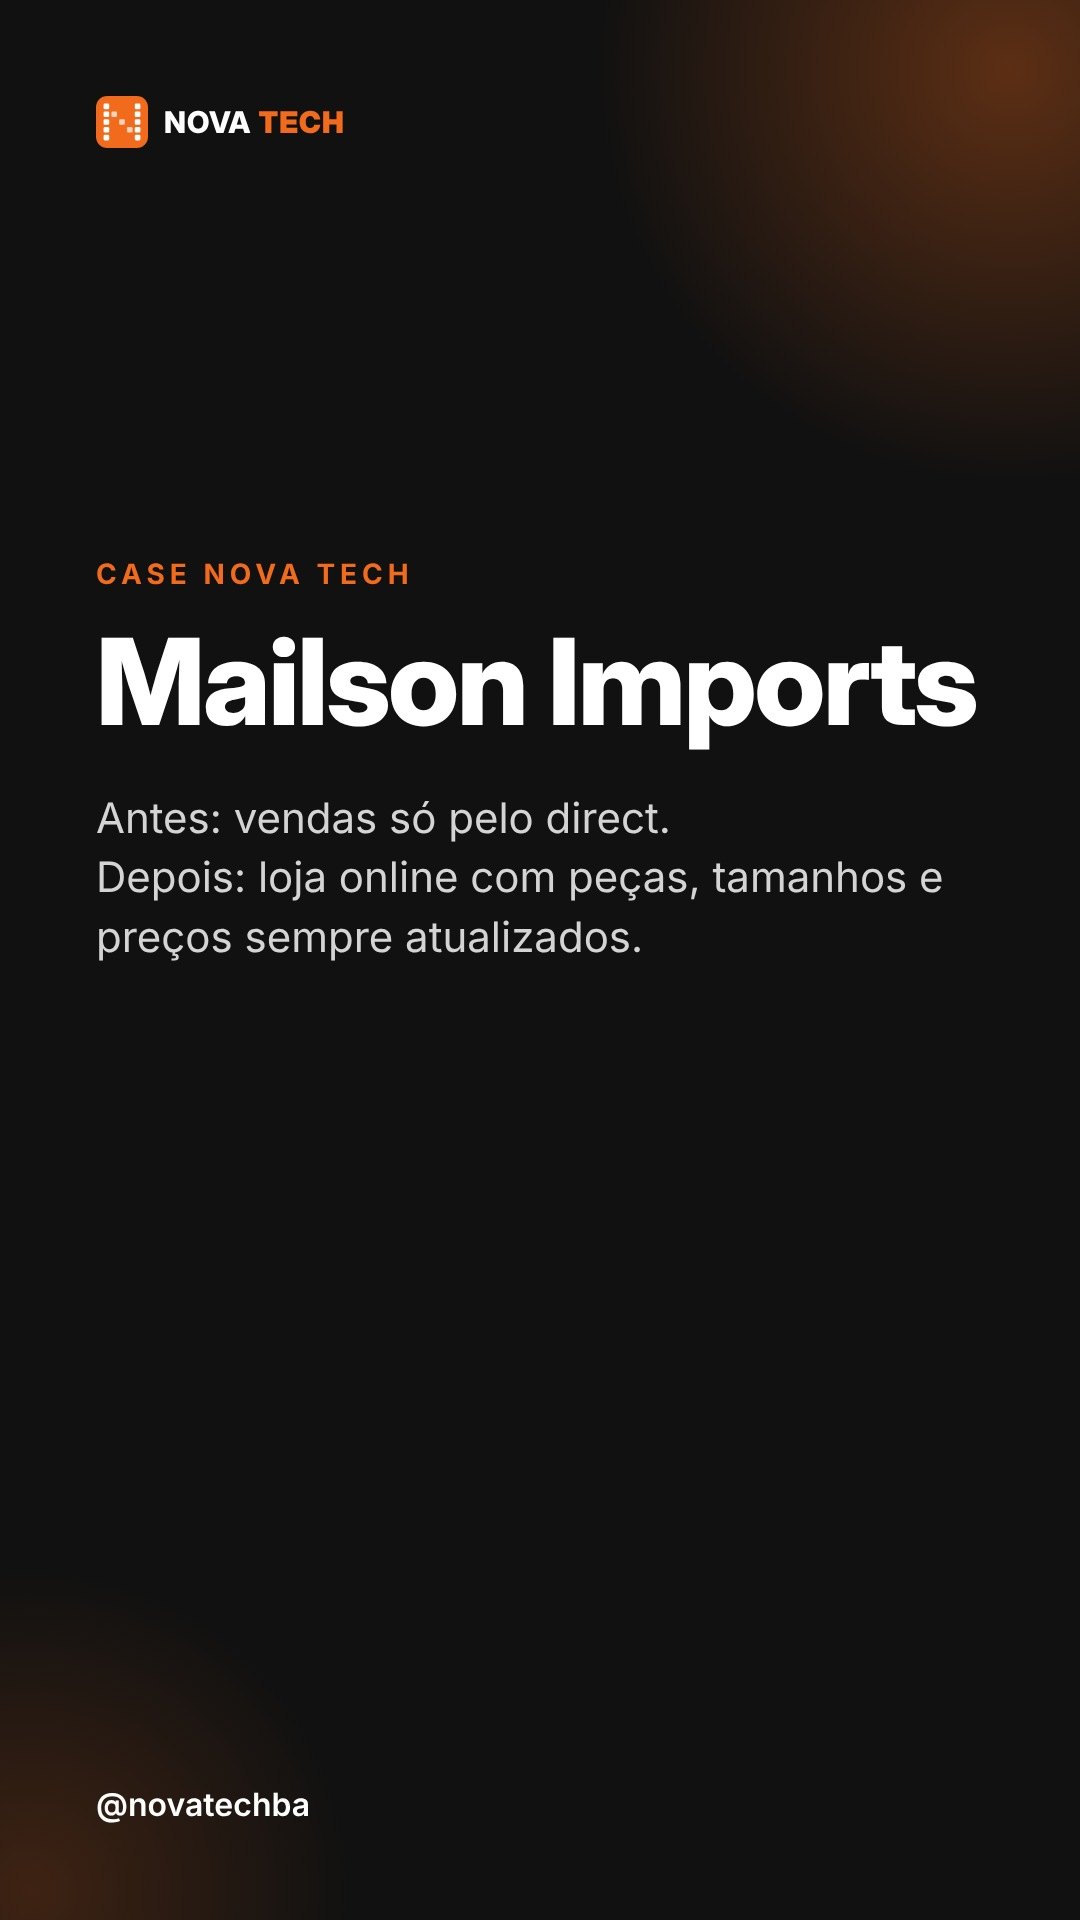 NOVA TECH
CASE NOVA TECH
Mailson Imports
Antes: vendas só pelo direct.
Depois: loja online com peças, tamanhos e
preços sempre atualizados.
@novatechba